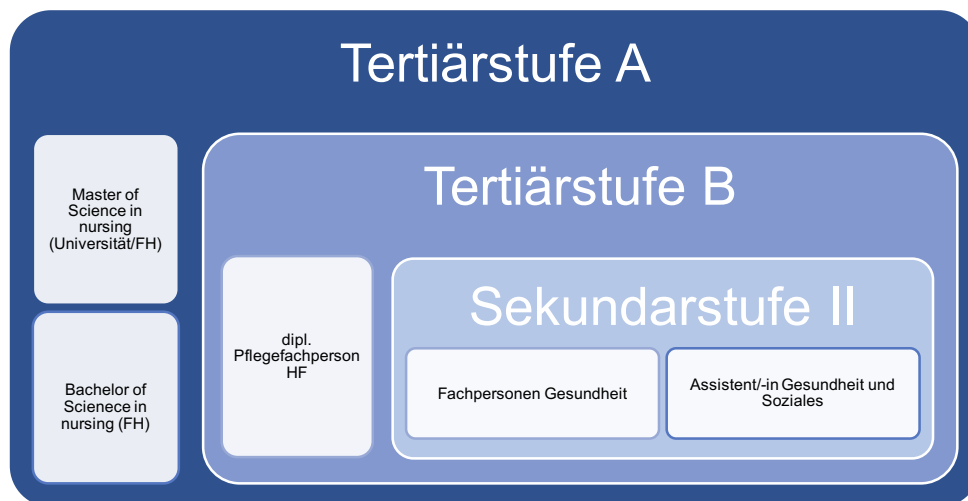 Tertiärstufe A
Master of
Science in
nursing
(Universität/FH)
Bachelor of
Scienece in
nursing (FH)
Tertiärstufe B
dipl.
Pflegefachperson
HF
Sekundarstufe II
Fachpersonen Gesundheit
Assistent/-in Gesundheit und
Soziales